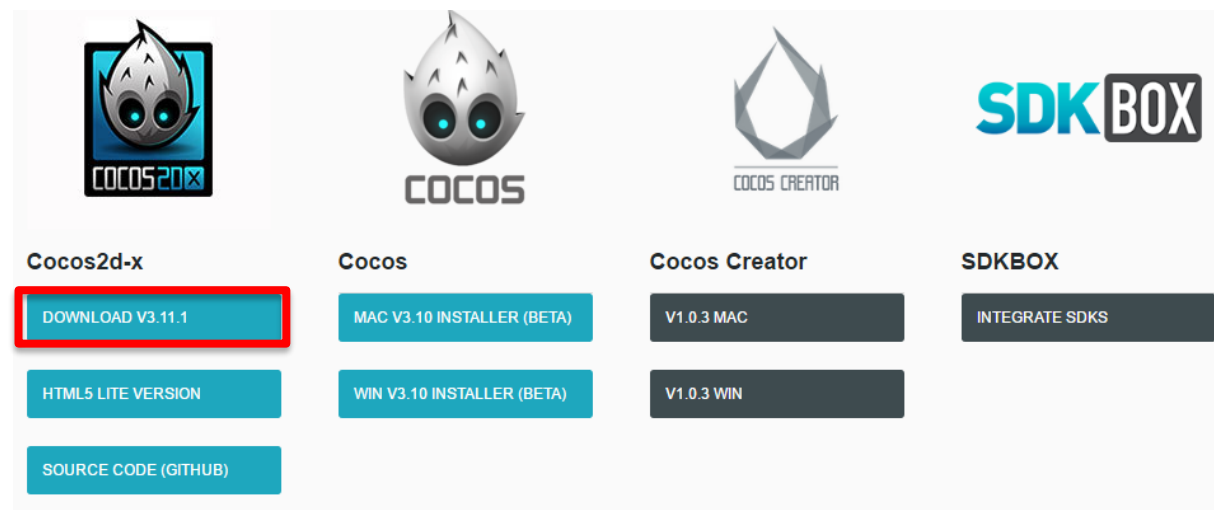 COCOS2DX
COCOS
COCOS CREATOR
SDKBOX
Cocos2d-x
Cocos
Cocos Creator
SDKBOX
DOWNLOAD V3.11.1
MAC V3.10 INSTALLER (BETA)
V1.0.3 MAC
INTEGRATE SDKS
HTML5 LITE VERSION
WIN V3.10 INSTALLER (BETA)
V1.0.3 WIN
SOURCE CODE (GITHUB)